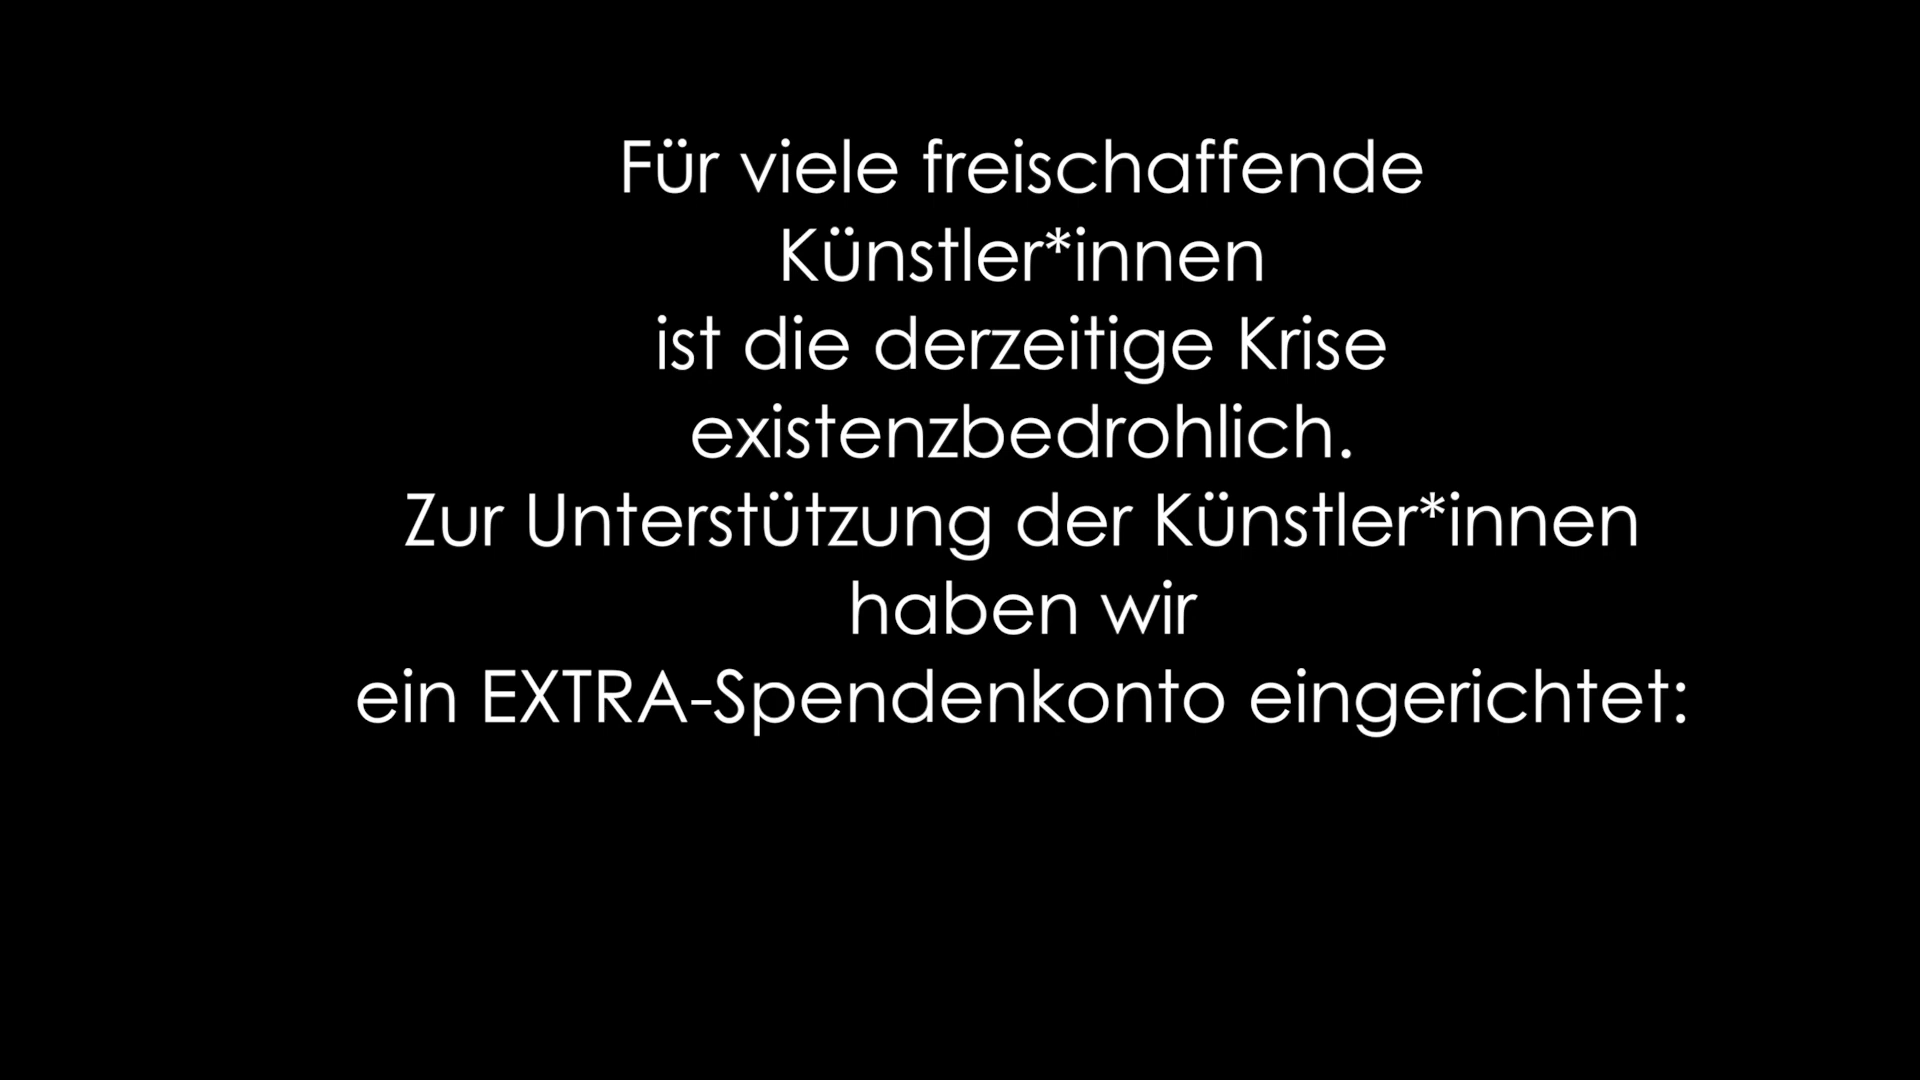 Für viele freischaffende
Künstler*innen
ist die derzeitige Krise
existenzbedrohlich.
Zur Unterstützung der Künstler*innen
haben wir
ein EXTRA-Spendenkonto eingerichtet: